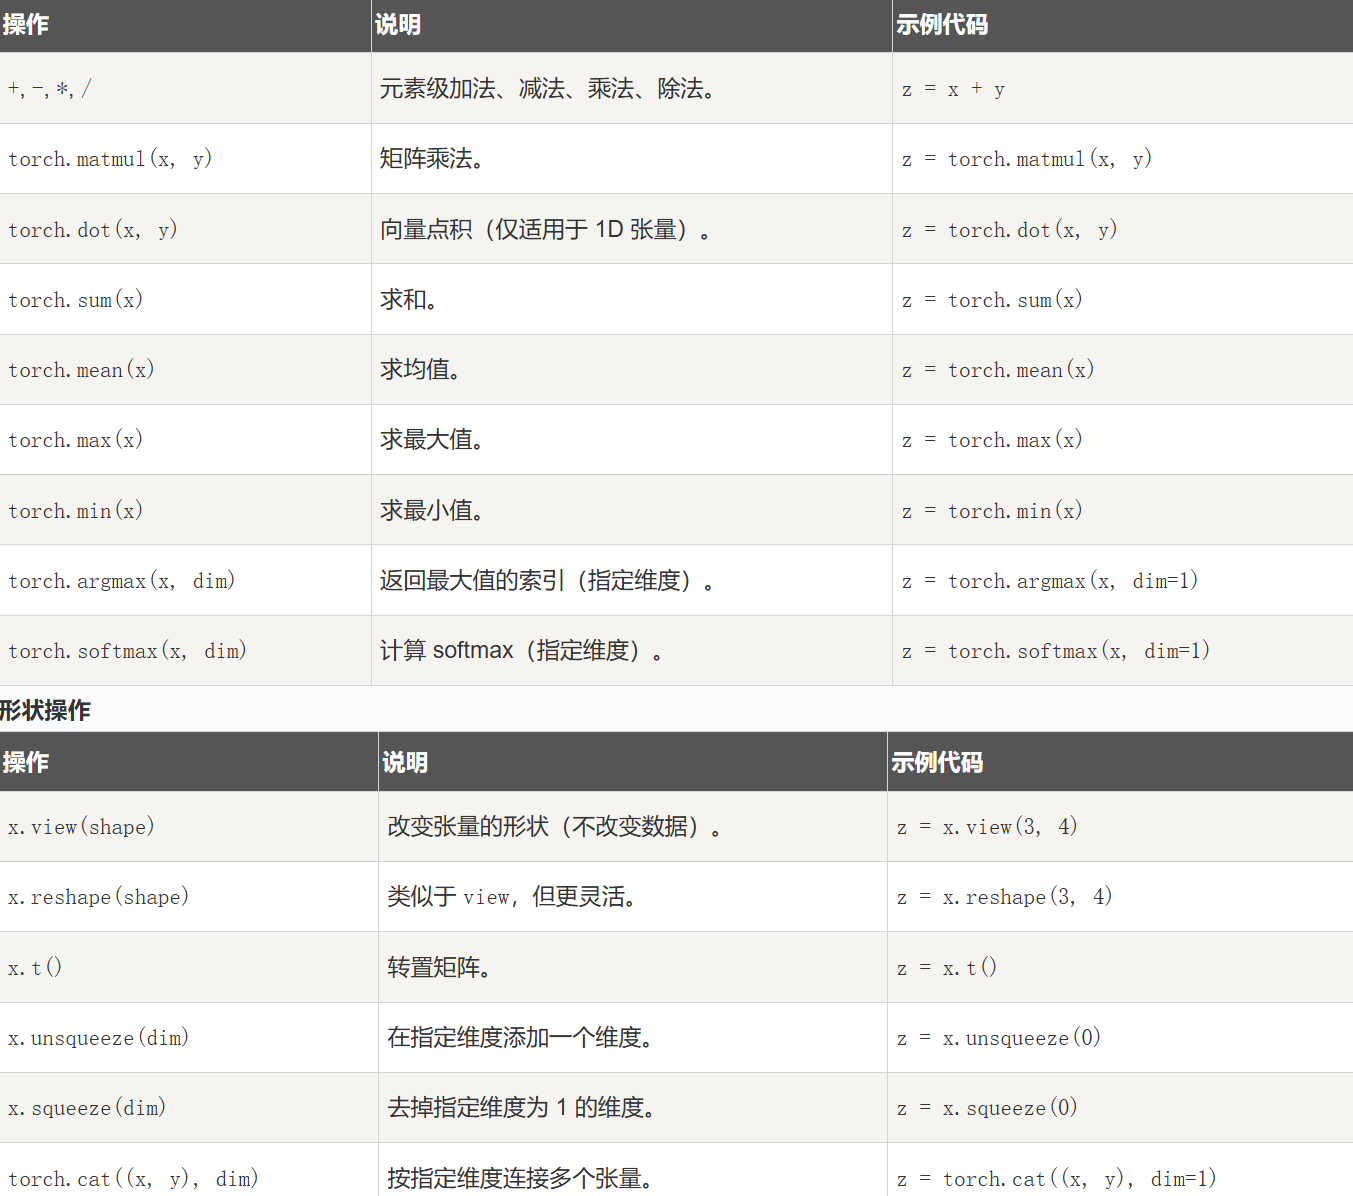 操作 说明 示例代码
+, -, *, / 元素级加法、减法、乘法、除法。 z = x + y
torch.matmul(x, y) 矩阵乘法。 z = torch.matmul(x, y)
torch.dot(x, y) 向量点积（仅适用于 1D 张量）。 z = torch.dot(x, y)
torch.sum(x) 求和。 z = torch.sum(x)
torch.mean(x) 求均值。 z = torch.mean(x)
torch.max(x) 求最大值。 z = torch.max(x)
torch.min(x) 求最小值。 z = torch.min(x)
torch.argmax(x, dim) 返回最大值的索引（指定维度）。 z = torch.argmax(x, dim=1)
torch.softmax(x, dim) 计算 softmax（指定维度）。 z = torch.softmax(x, dim=1)
形状操作
操作 说明 示例代码
x.view(shape) 改变张量的形状（不改变数据）。 z = x.view(3, 4)
x.reshape(shape) 类似于 view，但更灵活。 z = x.reshape(3, 4)
x.t() 转置矩阵。 z = x.t()
x.unsqueeze(dim) 在指定维度添加一个维度。 z = x.unsqueeze(0)
x.squeeze(dim) 去掉指定维度为 1 的维度。 z = x.squeeze(0)
torch.cat((x, y), dim) 按指定维度连接多个张量。 z = torch.cat((x, y), dim=1)